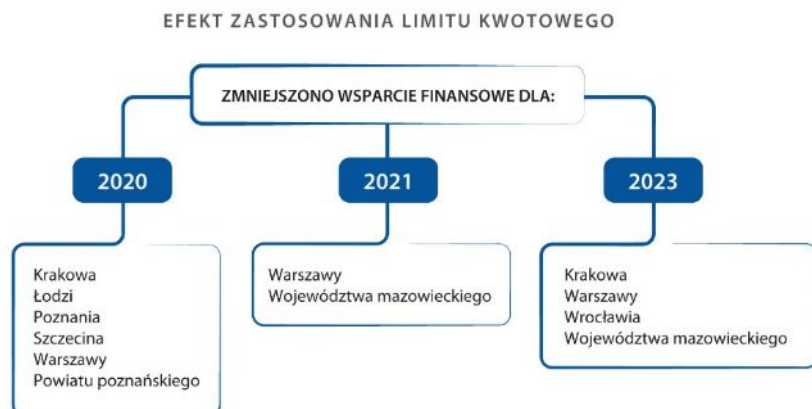 EFEKT ZASTOSOWANIA LIMITU KWOTOWEGO
ZMNIEJSZONO WSPARCIE FINANSOWE DLA:
2020
Krakowa
Łodzi
Poznania
Szczecina
Warszawy
Powiatu poznańskiego
2021
Warszawy
Województwa mazowieckiego
2023
Krakowa
Warszawy
Wrocławia
Województwa mazowieckiego